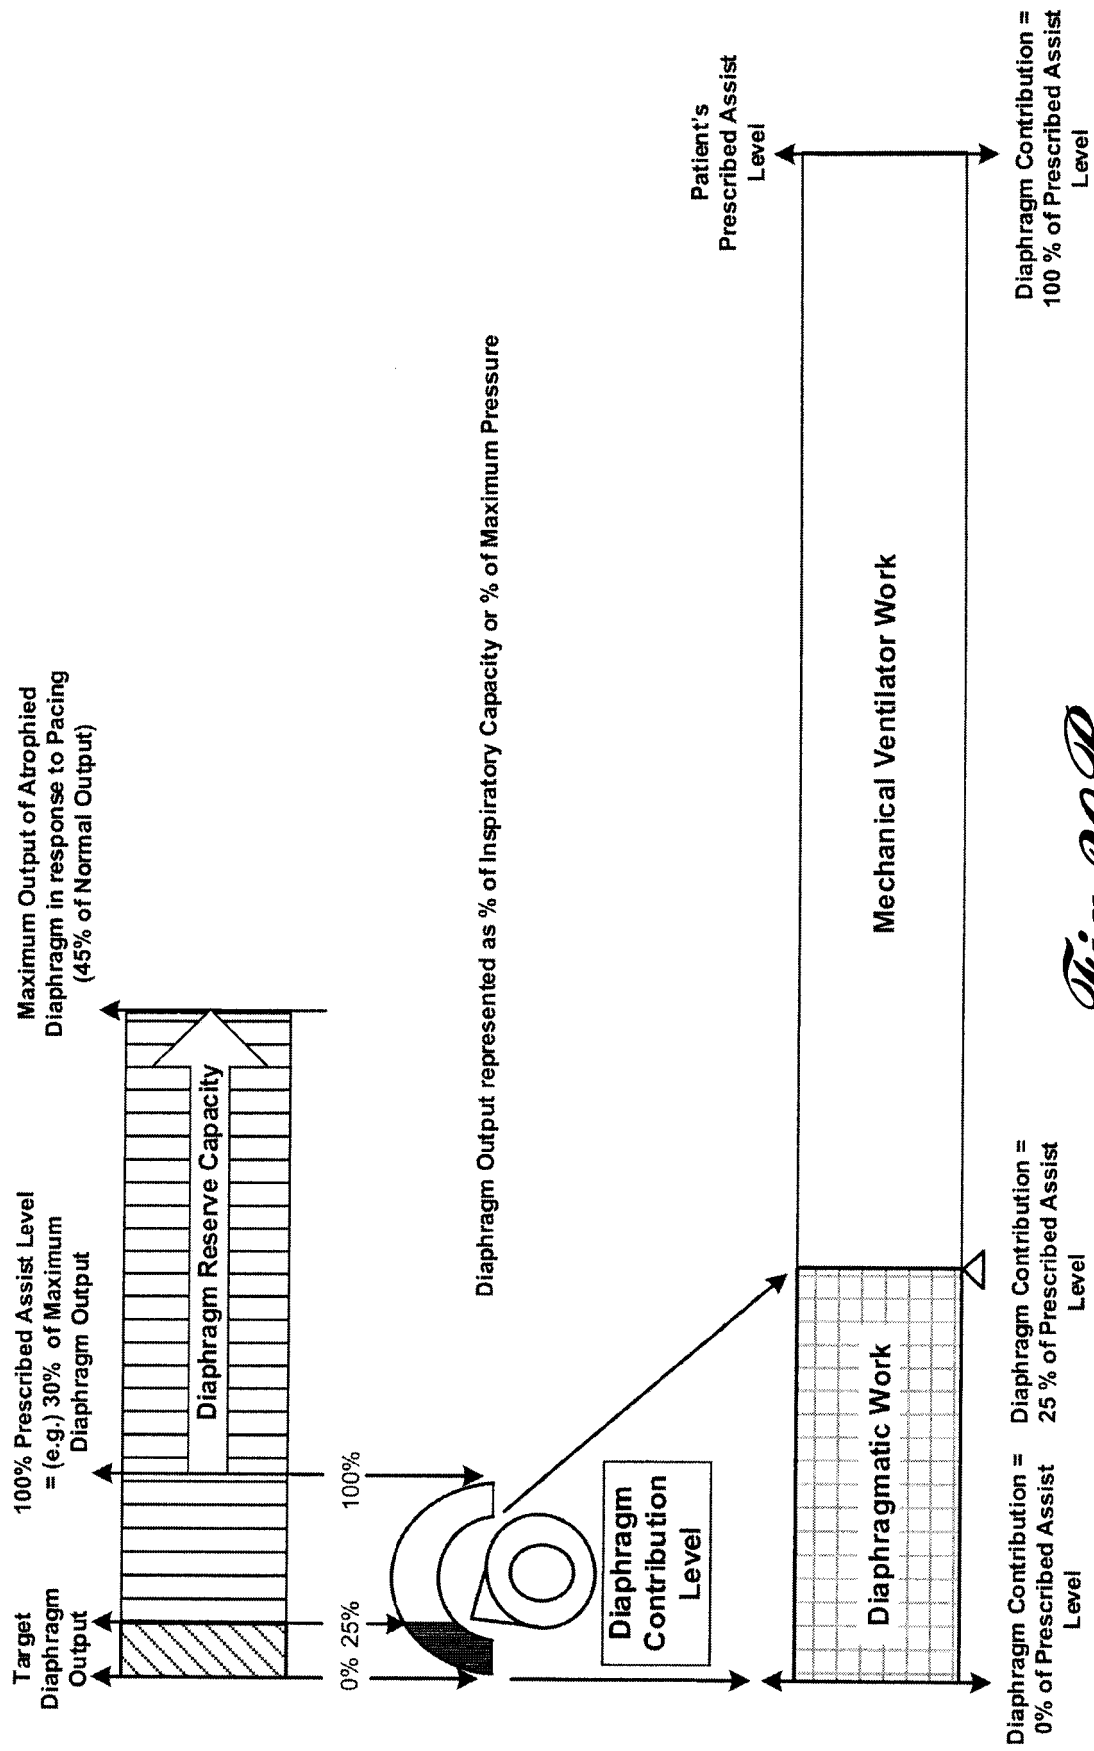 Target
Diaphragm
Output
100% Prescribed Assist Level
= (e.g.) 30% of Maximum
Diaphragm Output
Maximum Output of Atrophied
Diaphragm in response to Pacing
(45% of Normal Output)
Diaphragm Reserve Capacity
0% 25%
100%
Diaphragm Output represented as % of Inspiratory Capacity or % of Maximum Pressure
Diaphragm
Contribution
Level
Patient's
Prescribed Assist
Level
Diaphragmatic Work
Mechanical Ventilator Work
Diaphragm Contribution =
0% of Prescribed Assist
Level
Diaphragm Contribution =
25 % of Prescribed Assist
Level
Diaphragm Contribution =
100 % of Prescribed Assist
Level